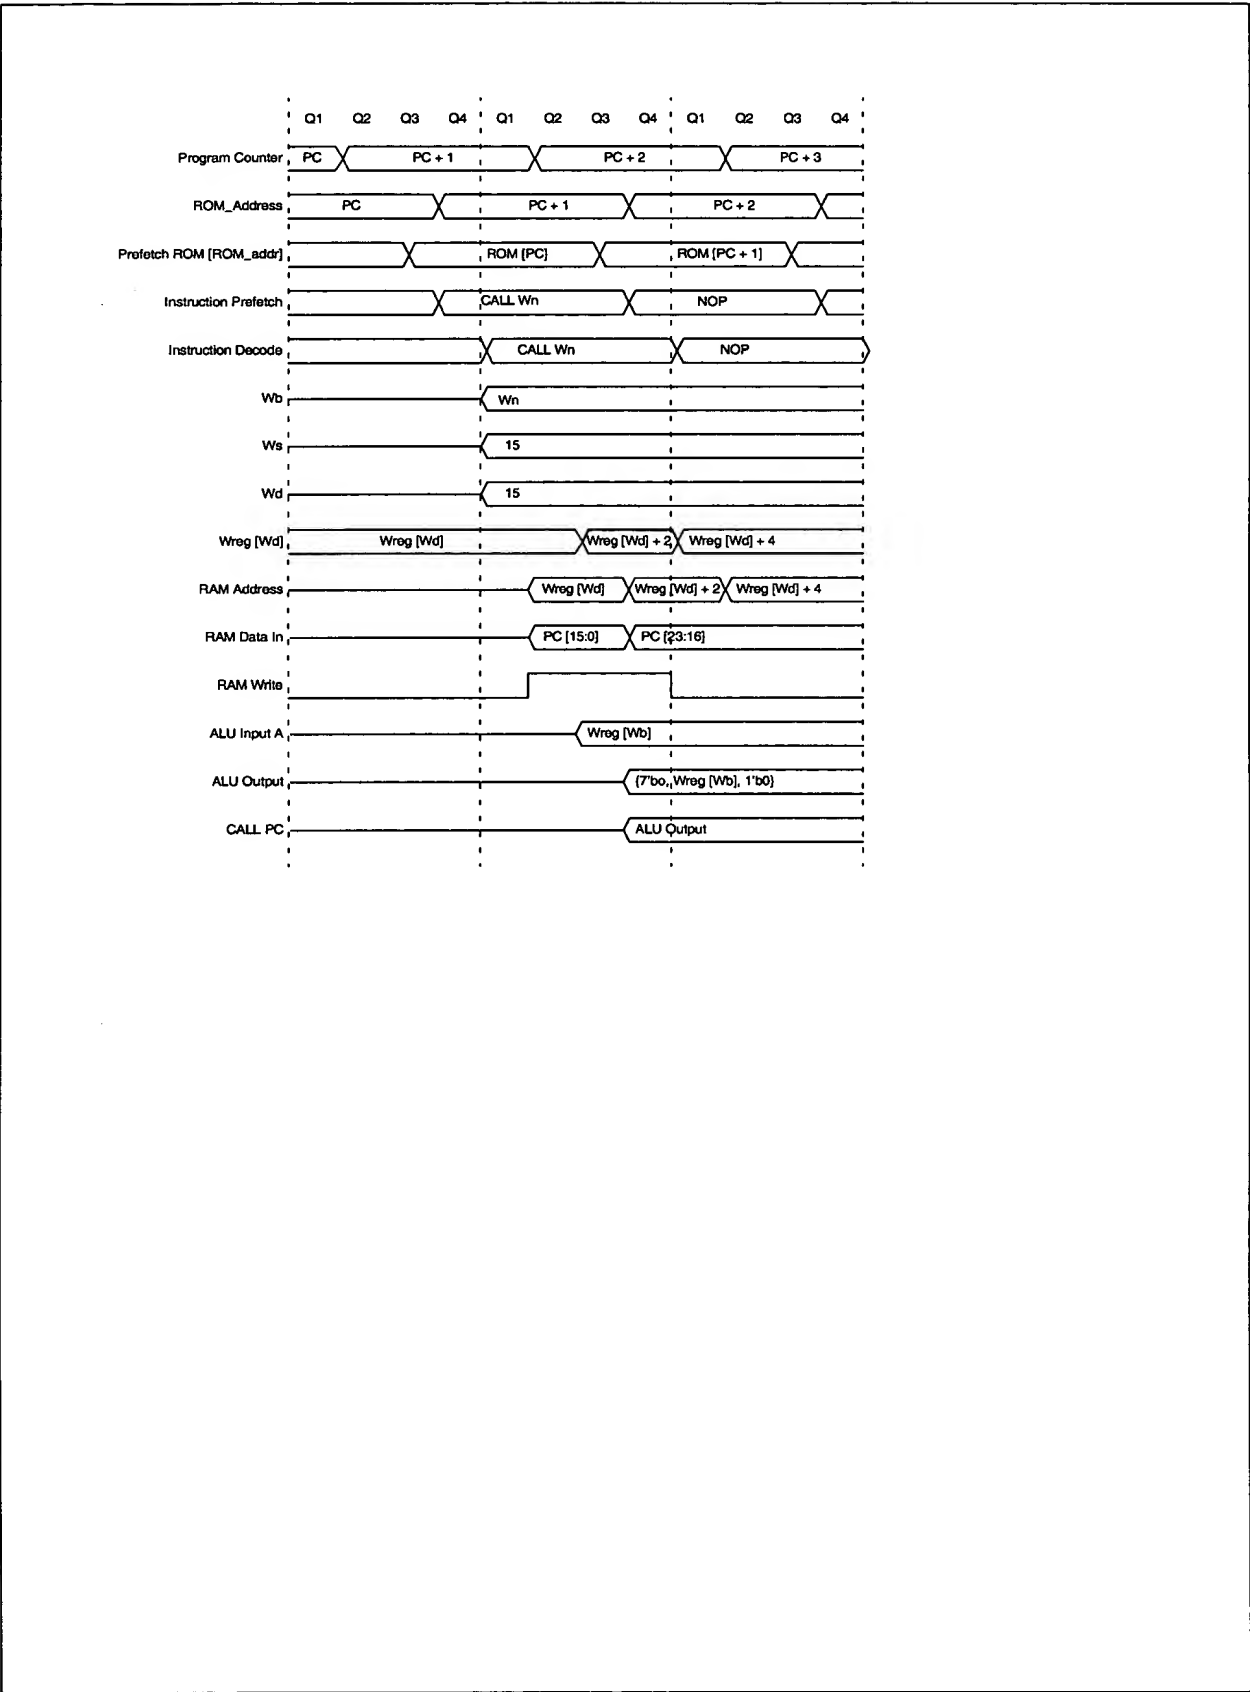 Q1 Q2 Q3 Q4 Q1 Q2 Q3 Q4 Q1 Q2 Q3 Q4
Program Counter PC PC + 1 PC + 2 PC + 3
ROM_Address PC PC + 1 PC + 2
Prefetch ROM [ROM_addr] ROM [PC] ROM [PC + 1]
Instruction Prefetch CALL Wn NOP
Instruction Decode CALL Wn NOP
Wb Wn
Ws 15
Wd 15
Wreg [Wd] Wreg [Wd] Wreg [Wd] + 2 Wreg [Wd] + 4
RAM Address Wreg [Wd] Wreg [Wd] + 2 Wreg [Wd] + 4
RAM Data In PC [15:0] PC [23:16]
RAM Write
ALU Input A Wreg [Wb]
ALU Output {7'bo, Wreg [Wb], 1'b0}
CALL PC ALU Output